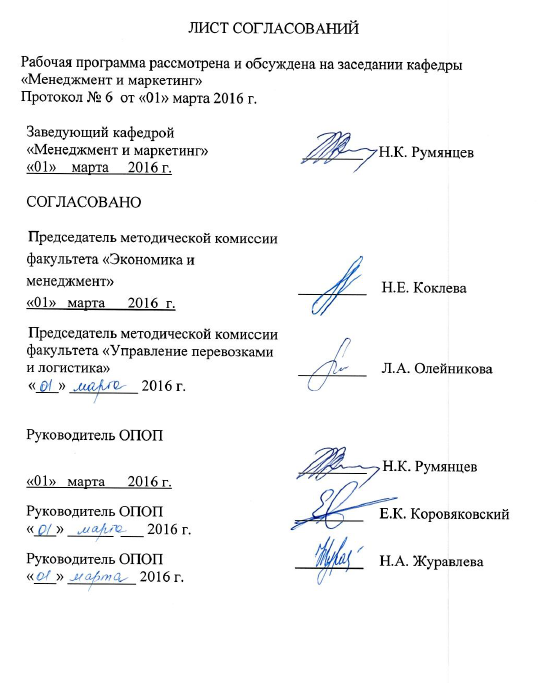 ЛИСТ СОГЛАСОВАНИЙ
Рабочая программа рассмотрена и обсуждена на заседании кафедры
«Менеджмент и маркетинг»
Протокол № 6 от «01» марта 2016 г.
Заведующий кафедрой
«Менеджмент и маркетинг» Н.К. Румянцев
«01» марта 2016 г.
СОГЛАСОВАНО
Председатель методической комиссии
факультета «Экономика и
менеджмент» Н.Е. Коклева
«01» марта 2016 г.
Председатель методической комиссии
факультета «Управление перевозками
и логистика» Л.А. Олейникова
«01» марта 2016 г.
Руководитель ОПОП
Н.К. Румянцев
«01» марта 2016 г.
Руководитель ОПОП Е.К. Коровяковский
«01» марта 2016 г.
Руководитель ОПОП Н.А. Журавлева
«01» марта 2016 г.